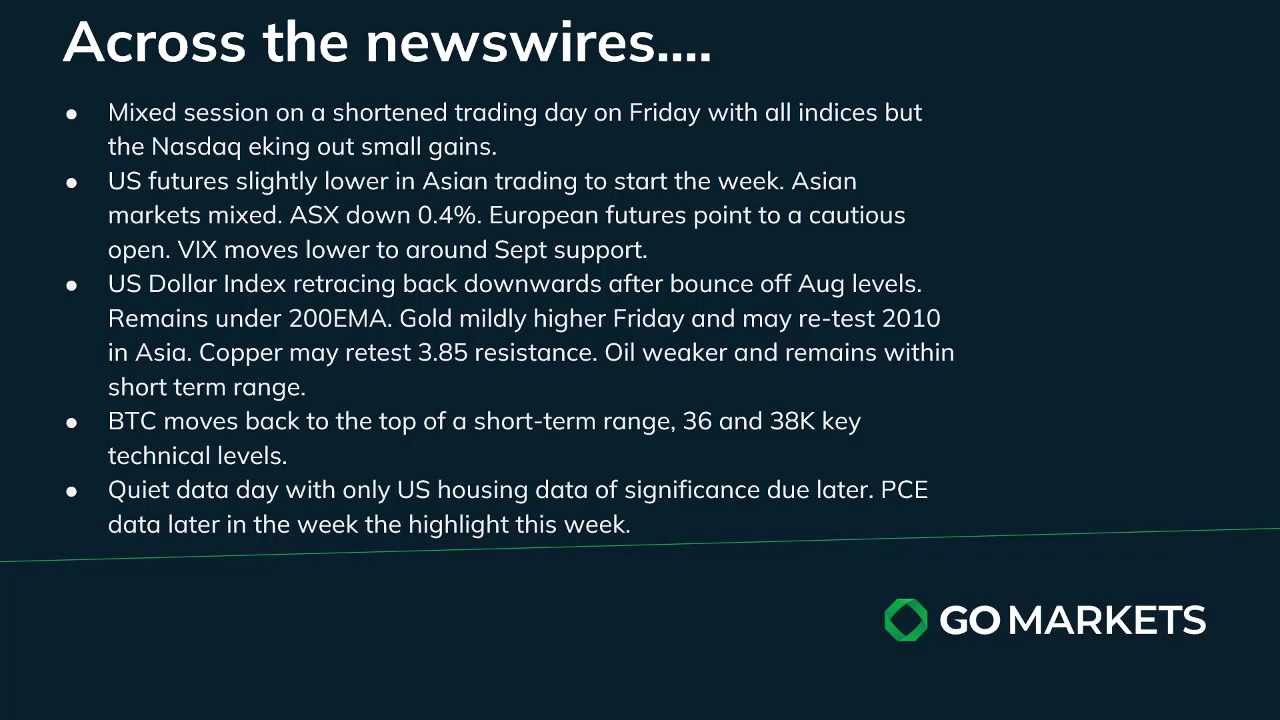 Across the newswires....
● Mixed session on a shortened trading day on Friday with all indices but
the Nasdaq eking out small gains.
● US futures slightly lower in Asian trading to start the week. Asian
markets mixed. ASX down 0.4%. European futures point to a cautious
open. VIX moves lower to around Sept support.
● US Dollar Index retracing back downwards after bounce off Aug levels.
Remains under 200EMA. Gold mildly higher Friday and may re-test 2010
in Asia. Copper may retest 3.85 resistance. Oil weaker and remains within
short term range.
● BTC moves back to the top of a short-term range, 36 and 38K key
technical levels.
● Quiet data day with only US housing data of significance due later. PCE
data later in the week the highlight this week.
GO MARKETS